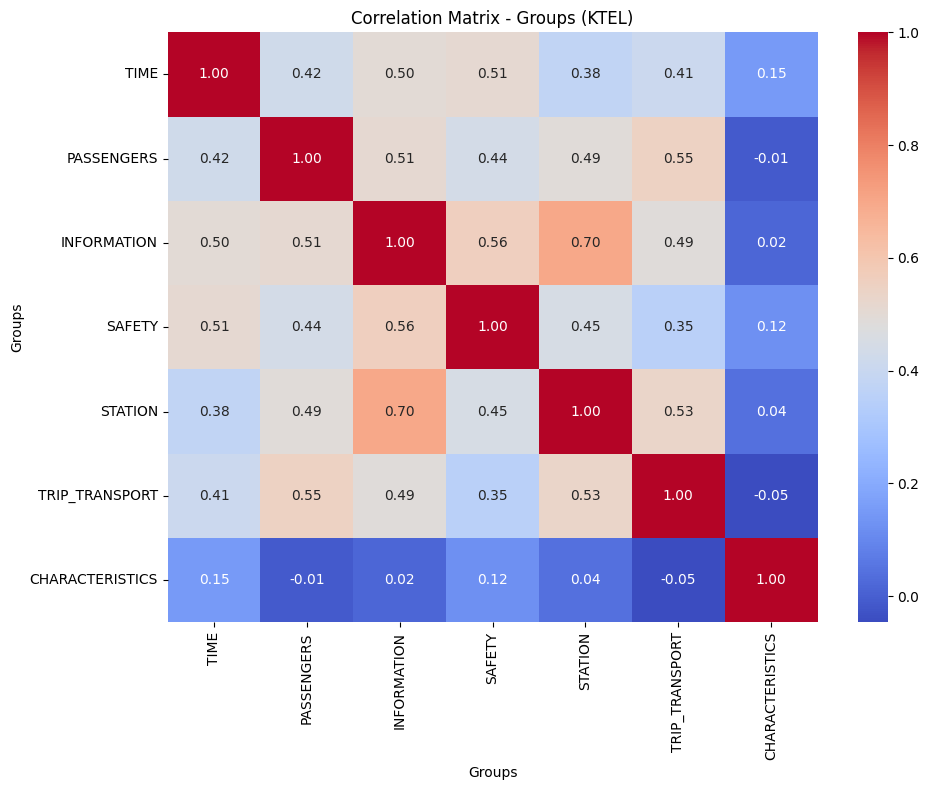 Correlation Matrix - Groups (KTEL)
TIME 1.00 0.42 0.50 0.51 0.38 0.41 0.15
PASSENGERS 0.42 1.00 0.51 0.44 0.49 0.55 -0.01
INFORMATION 0.50 0.51 1.00 0.56 0.70 0.49 0.02
SAFETY 0.51 0.44 0.56 1.00 0.45 0.35 0.12
STATION 0.38 0.49 0.70 0.45 1.00 0.53 0.04
TRIP_TRANSPORT 0.41 0.55 0.49 0.35 0.53 1.00 -0.05
CHARACTERISTICS 0.15 -0.01 0.02 0.12 0.04 -0.05 1.00
Groups
TIME
PASSENGERS
INFORMATION
SAFETY
STATION
TRIP_TRANSPORT
CHARACTERISTICS
Groups
1.0
0.8
0.6
0.4
0.2
0.0